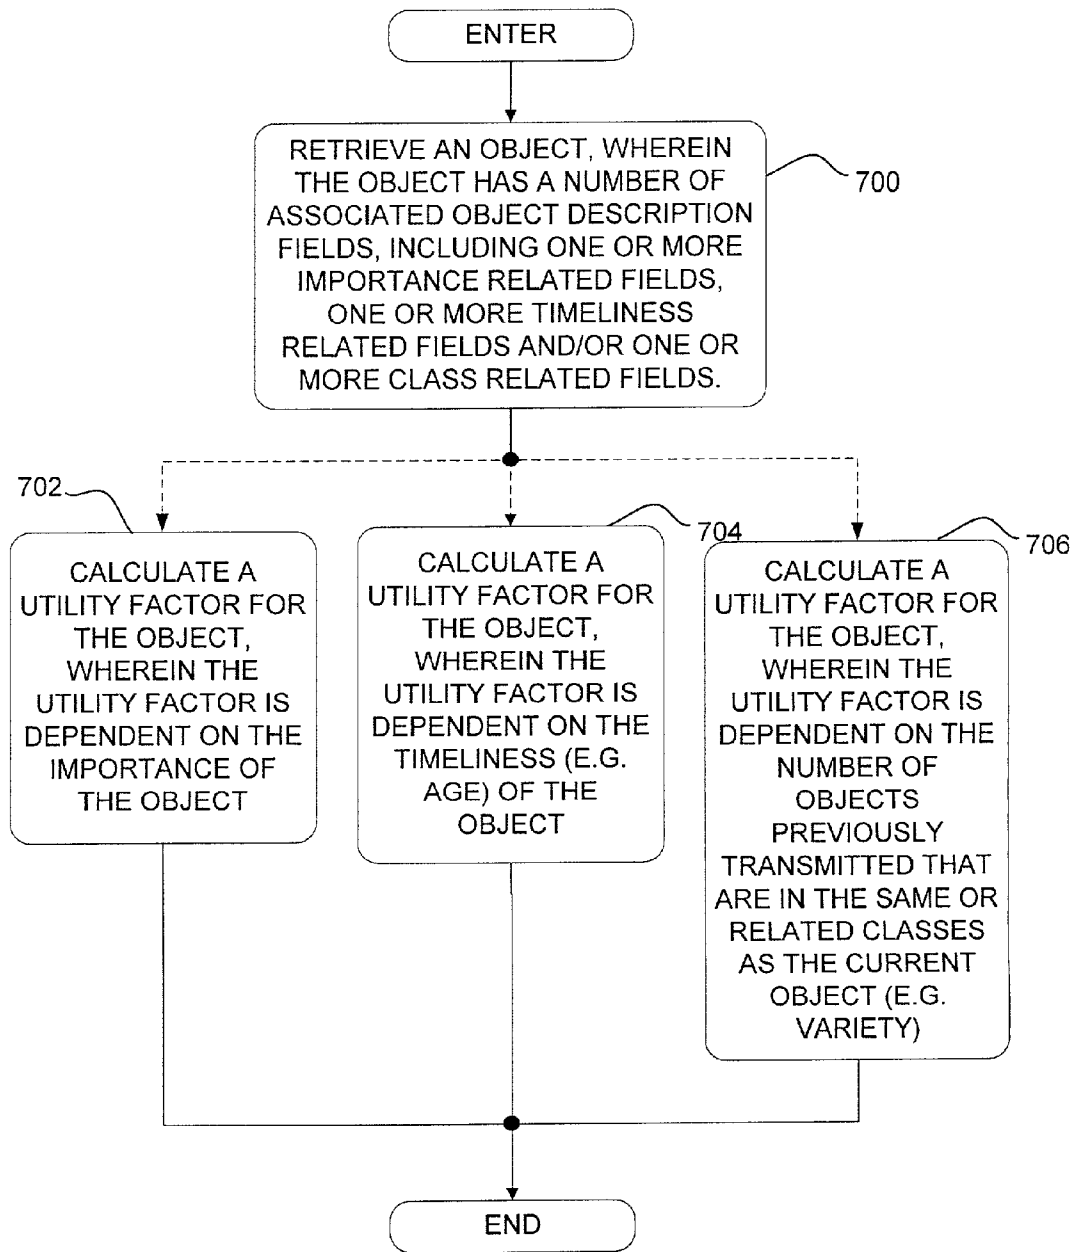 ENTER
RETRIEVE AN OBJECT, WHEREIN
THE OBJECT HAS A NUMBER OF
ASSOCIATED OBJECT DESCRIPTION
FIELDS, INCLUDING ONE OR MORE
IMPORTANCE RELATED FIELDS,
ONE OR MORE TIMELINESS
RELATED FIELDS AND/OR ONE OR
MORE CLASS RELATED FIELDS.
700
702
CALCULATE A
UTILITY FACTOR FOR
THE OBJECT,
WHEREIN THE
UTILITY FACTOR IS
DEPENDENT ON THE
IMPORTANCE OF
THE OBJECT
704
CALCULATE A
UTILITY FACTOR FOR
THE OBJECT,
WHEREIN THE
UTILITY FACTOR IS
DEPENDENT ON THE
TIMELINESS (E.G.
AGE) OF THE
OBJECT
706
CALCULATE A
UTILITY FACTOR FOR
THE OBJECT,
WHEREIN THE
UTILITY FACTOR IS
DEPENDENT ON THE
NUMBER OF
OBJECTS
PREVIOUSLY
TRANSMITTED THAT
ARE IN THE SAME OR
RELATED CLASSES
AS THE CURRENT
OBJECT (E.G.
VARIETY)
END